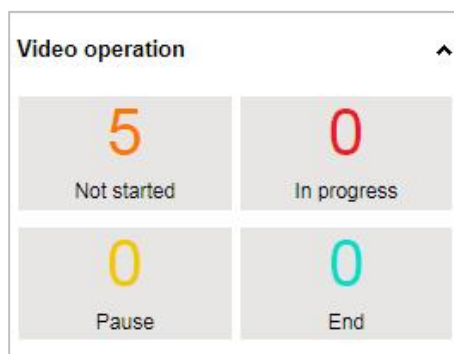 Video operation
5 0
Not started In progress
0 0
Pause End